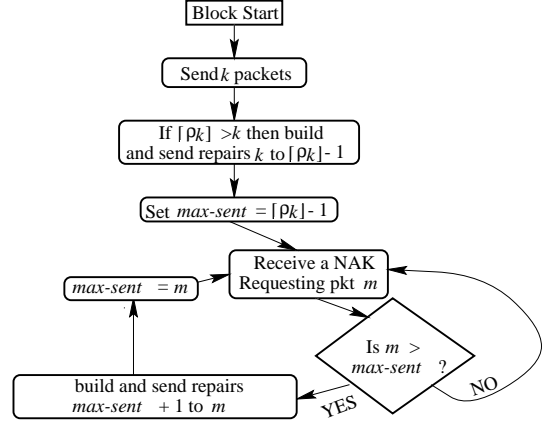 Block Start
Send k packets
If ⌈ρk⌉ >k then build
and send repairs k to ⌈ρk⌉- 1
Set max-sent = ⌈ρk⌉- 1
Receive a NAK
Requesting pkt m
max-sent = m
Is m >
max-sent ?
NO
YES
build and send repairs
max-sent + 1 to m